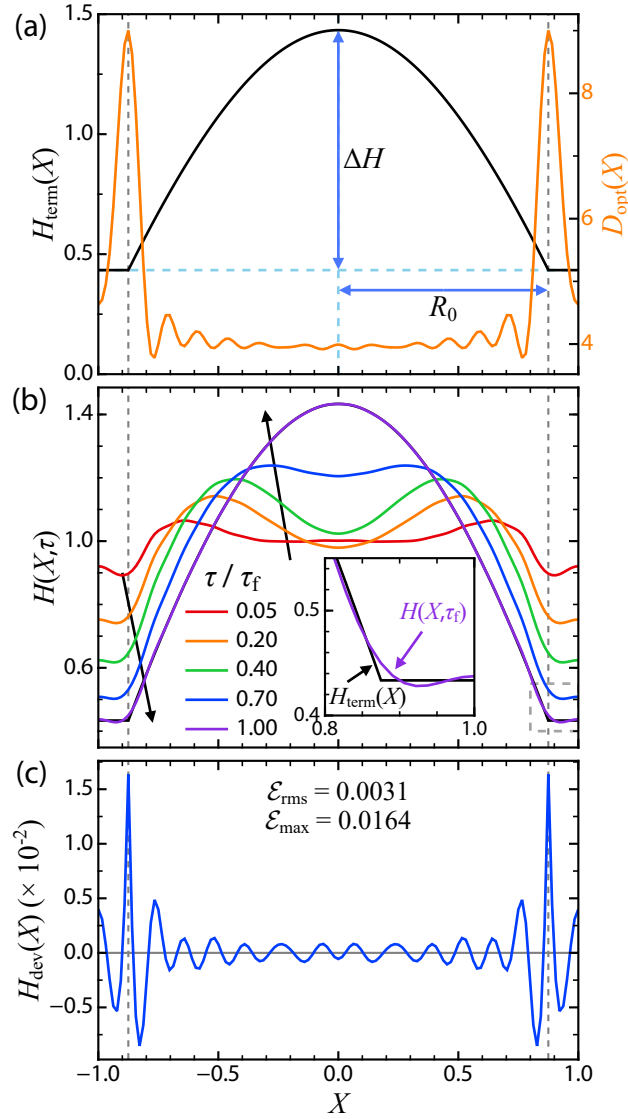 (a)
1.5
1.0
0.5
0.0
H_term(X)
ΔH
R_0
8
6
4
D_opt(X)
(b)
1.4
1.0
0.6
H(X,τ)
τ / τ_f
0.05
0.20
0.40
0.70
1.00
0.5
0.4
0.8
1.0
H(X,τ_f)
H_term(X)
(c)
1.5
1.0
0.5
0.0
−0.5
H_dev(X) (× 10^-2)
ℰ_rms = 0.0031
ℰ_max = 0.0164
−1.0
−0.5
0.0
0.5
1.0
X